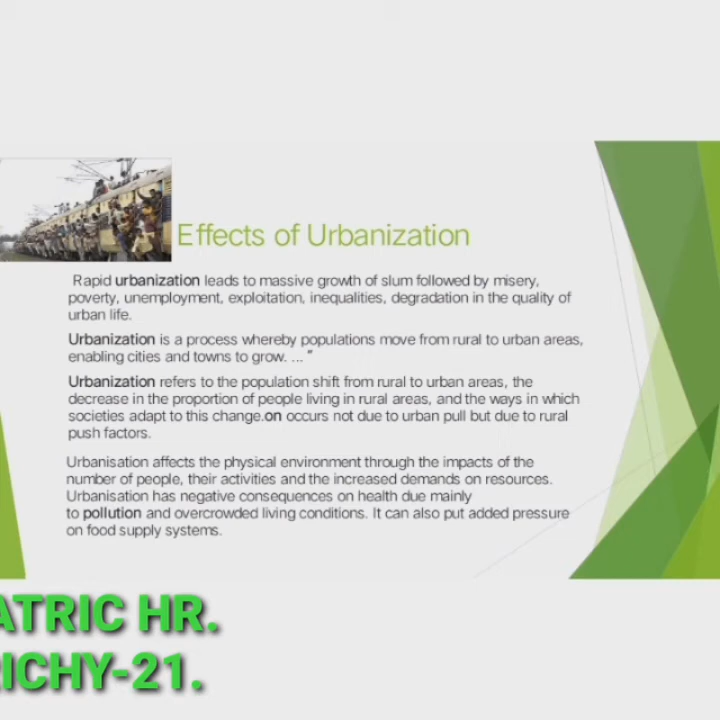 Effects of Urbanization
Rapid urbanization leads to massive growth of slum followed by misery,
poverty, unemployment, exploitation, inequalities, degradation in the quality of
urban life.
Urbanization is a process whereby populations move from rural to urban areas,
enabling cities and towns to grow. ... "
Urbanization refers to the population shift from rural to urban areas, the
decrease in the proportion of people living in rural areas, and the ways in which
societies adapt to this change.on occurs not due to urban pull but due to rural
push factors.
Urbanisation affects the physical environment through the impacts of the
number of people, their activities and the increased demands on resources.
Urbanisation has negative consequences on health due mainly
to pollution and overcrowded living conditions. It can also put added pressure
on food supply systems.
ATRIC HR.
RICHY-21.